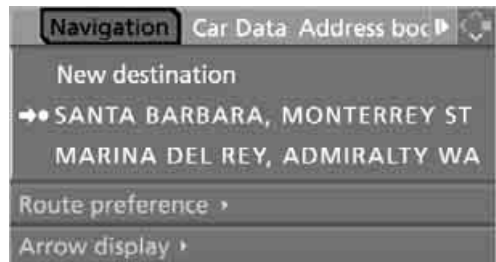 Navigation Car Data Address boc
New destination
SANTA BARBARA, MONTERREY ST
MARINA DEL REY, ADMIRALTY WA
Route preference
Arrow display